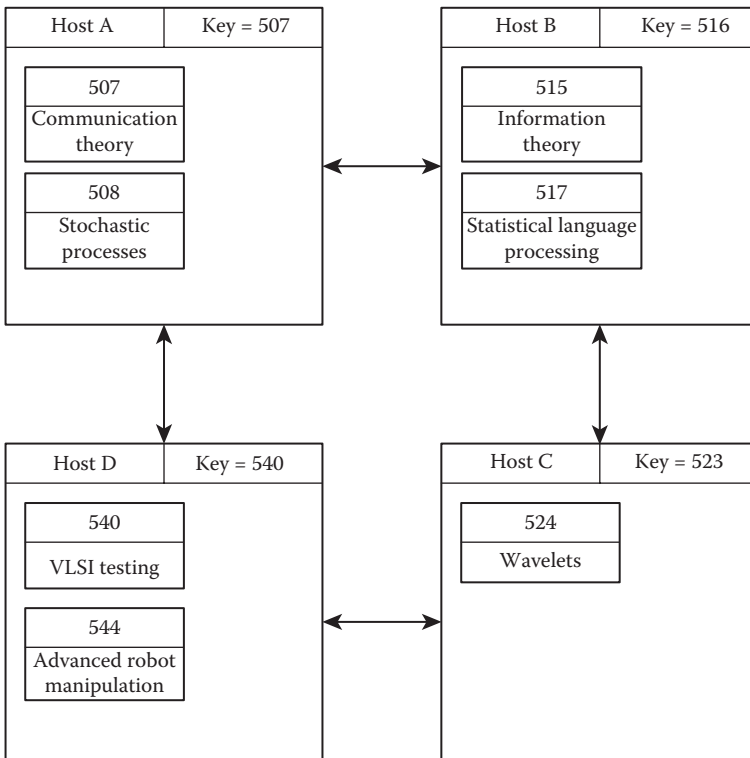 Host A
Key = 507
507
Communication
theory
508
Stochastic
processes
Host B
Key = 516
515
Information
theory
517
Statistical language
processing
Host D
Key = 540
540
VLSI testing
544
Advanced robot
manipulation
Host C
Key = 523
524
Wavelets